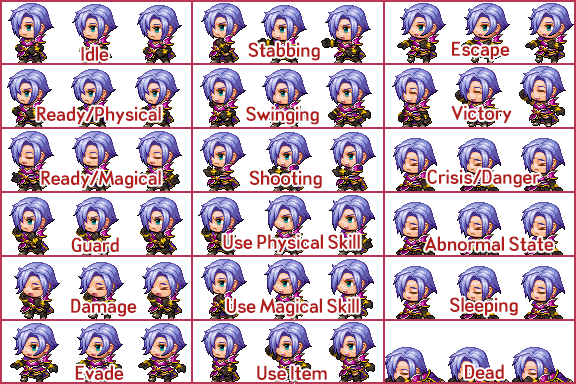 Idle
Stabbing
Escape
Ready/Physical
Swinging
Victory
Ready/Magical
Shooting
Crisis/Danger
Guard
Use Physical Skill
Abnormal State
Damage
Use Magical Skill
Sleeping
Evade
Use Item
Dead